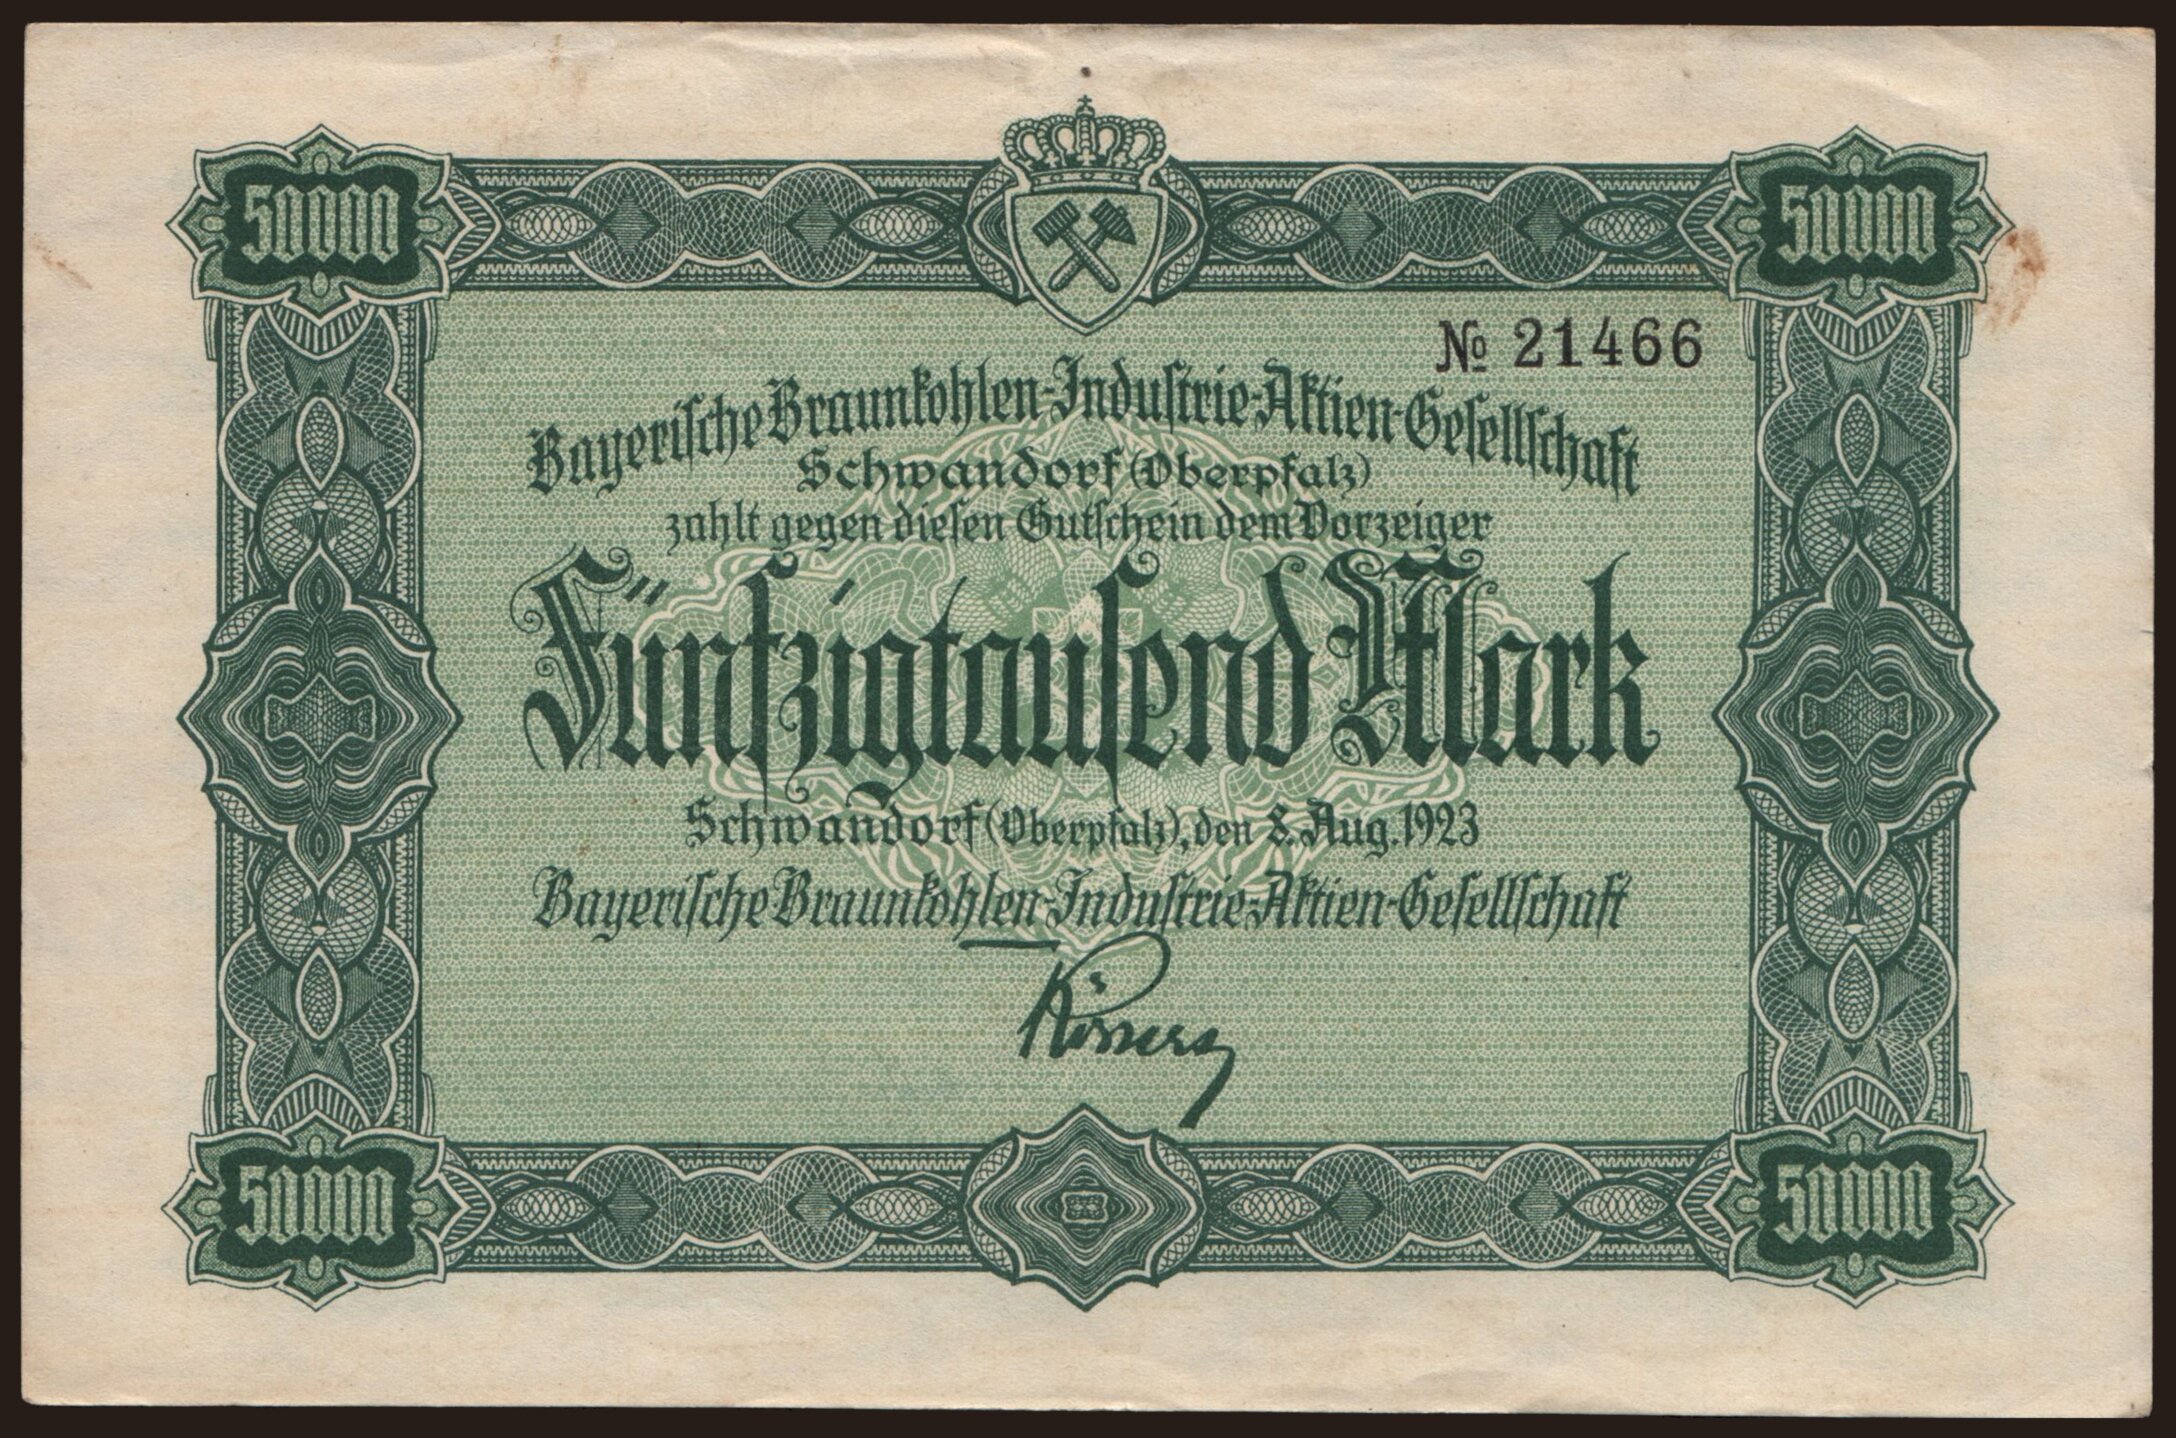 50000
50000
№ 21466
Bayerische Braunkohlen-Industrie-Aktien-Gesellschaft
Schwandorf (Oberpfalz)
zahlt gegen diesen Gutschein dem Vorzeiger
Fünfzigtausend Mark
Schwandorf (Oberpfalz), den 8. Aug. 1923
Bayerische Braunkohlen-Industrie-Aktien-Gesellschaft
50000
50000